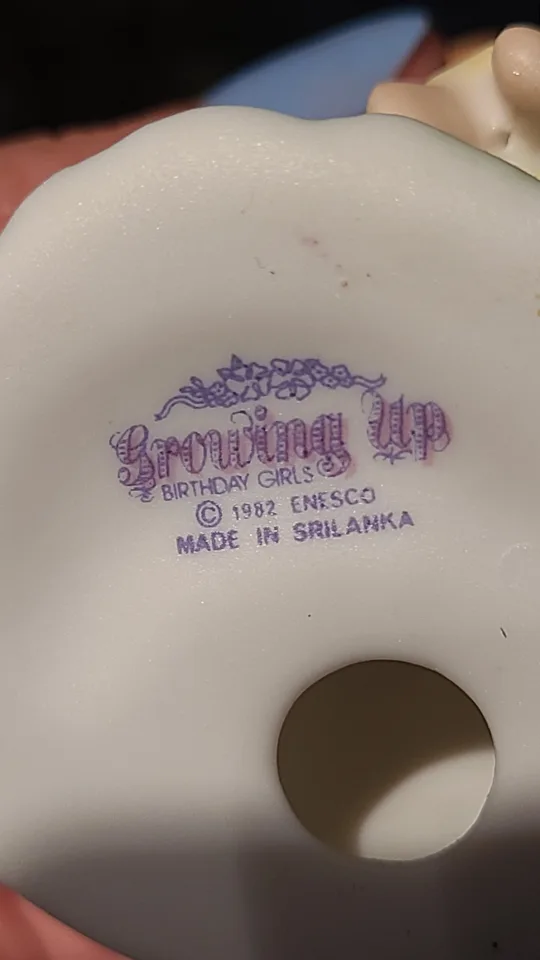 Growing Up
BIRTHDAY GIRLS ©
© 1982 ENESCO
MADE IN SRILANKA